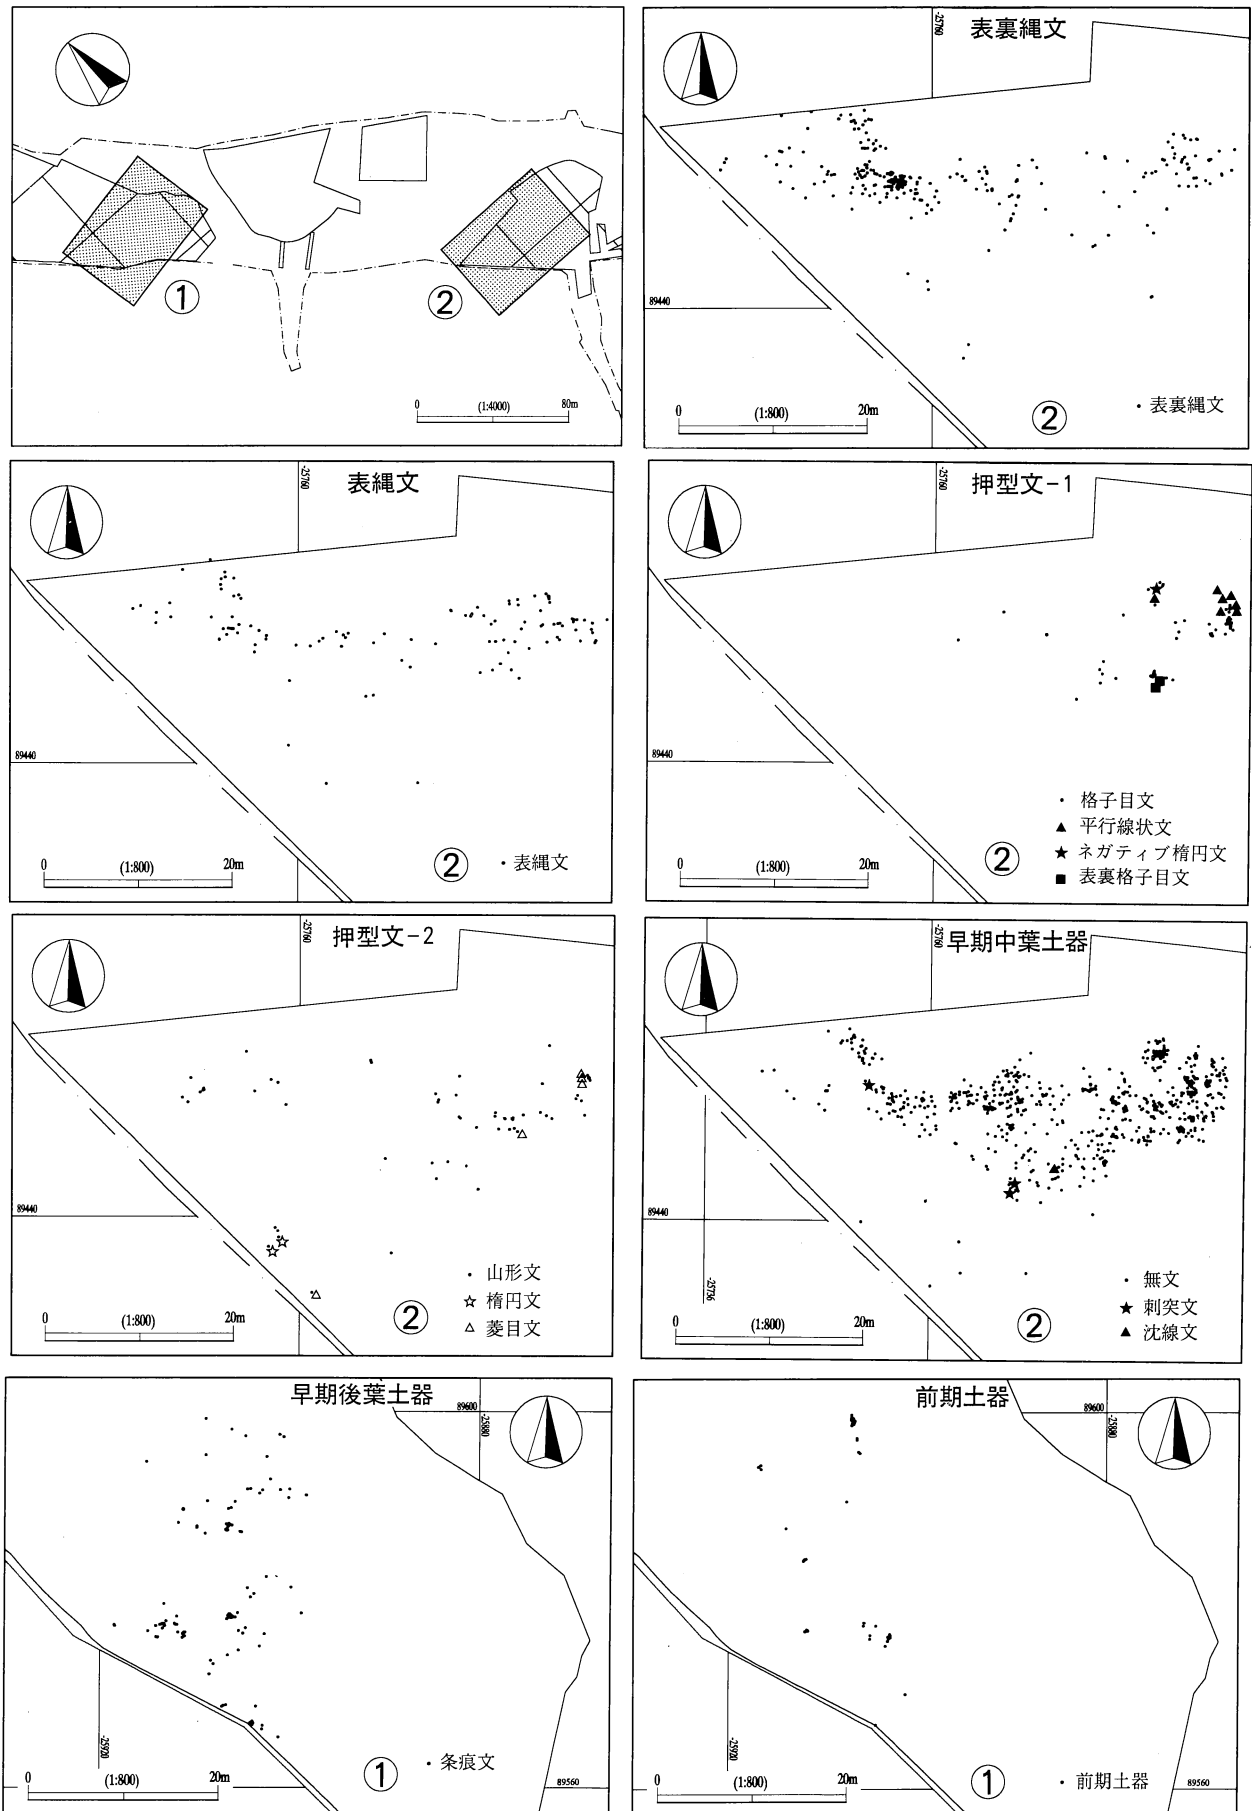 ①
②
0 (1:4000) 80m
表裏縄文
-25760
89440
0 (1:800) 20m
②
・表裏縄文
表縄文
-25760
89440
0 (1:800) 20m
②
・表縄文
押型文-1
-25760
89440
・格子目文
▲ 平行線状文
★ ネガティブ楕円文
■ 表裏格子目文
0 (1:800) 20m
②
押型文-2
-25760
89440
・山形文
☆ 楕円文
△ 菱目文
0 (1:800) 20m
②
早期中葉土器
-25760
89440
-25736
・無文
★ 刺突文
▲ 沈線文
0 (1:800) 20m
②
早期後葉土器
89600
-25880
-25920
0 (1:800) 20m
①
・条痕文
89560
前期土器
89600
-25880
-25920
0 (1:800) 20m
①
・前期土器
89560